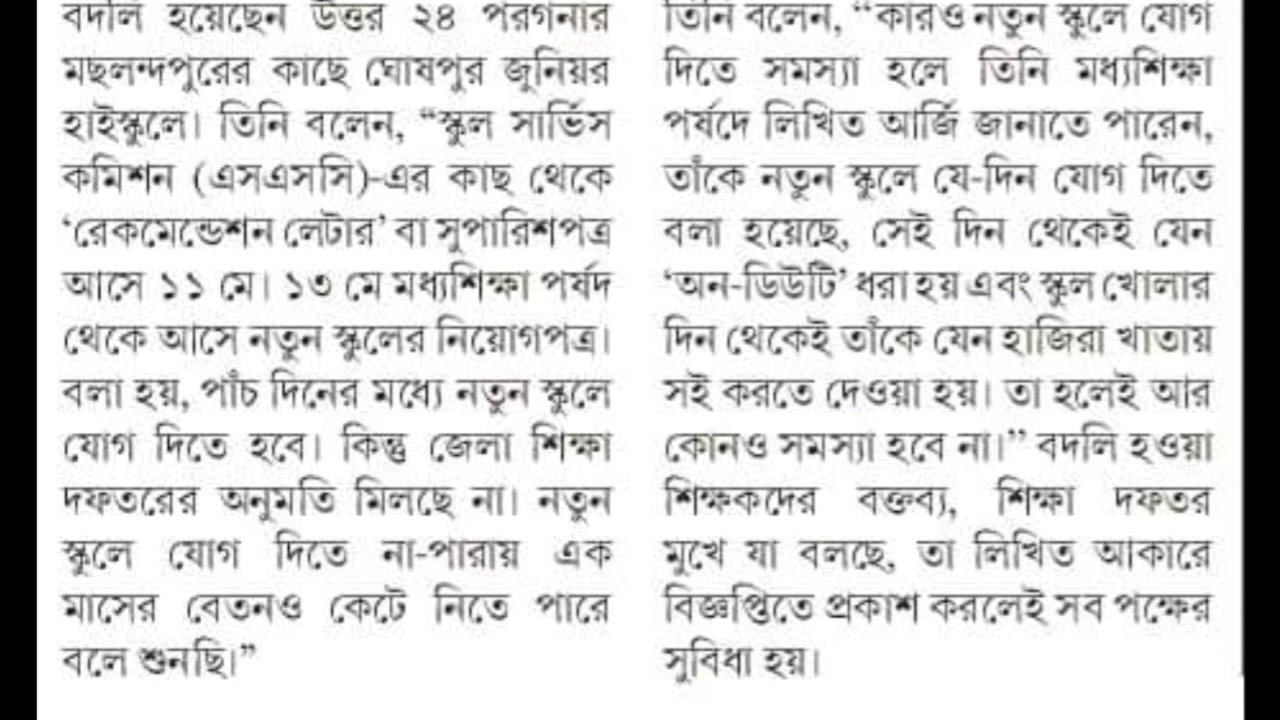 বদলি হয়েছেন উত্তর ২৪ পরগনার
মছলন্দপুরের কাছে ঘোষপুর জুনিয়র
হাইস্কুলে। তিনি বলেন, “স্কুল সার্ভিস
কমিশন (এসএসসি)-এর কাছ থেকে
‘রেকমেন্ডেশন লেটার’ বা সুপারিশপত্র
আসে ১১ মে। ১৩ মে মধ্যশিক্ষা পর্ষদ
থেকে আসে নতুন স্কুলের নিয়োগপত্র।
বলা হয়, পাঁচ দিনের মধ্যে নতুন স্কুলে
যোগ দিতে হবে। কিন্তু জেলা শিক্ষা
দফতরের অনুমতি মিলছে না। নতুন
স্কুলে যোগ দিতে না-পারায় এক
মাসের বেতনও কেটে নিতে পারে
বলে শুনছি।”
তিনি বলেন, “কারও নতুন স্কুলে যোগ
দিতে সমস্যা হলে তিনি মধ্যশিক্ষা
পর্ষদে লিখিত আর্জি জানাতে পারেন,
তাঁকে নতুন স্কুলে যে-দিন যোগ দিতে
বলা হয়েছে, সেই দিন থেকেই যেন
‘অন-ডিউটি’ ধরা হয় এবং স্কুল খোলার
দিন থেকেই তাঁকে যেন হাজিরা খাতায়
সই করতে দেওয়া হয়। তা হলেই আর
কোনও সমস্যা হবে না।” বদলি হওয়া
শিক্ষকদের বক্তব্য, শিক্ষা দফতর
মুখে যা বলছে, তা লিখিত আকারে
বিজ্ঞপ্তিতে প্রকাশ করলেই সব পক্ষের
সুবিধা হয়।